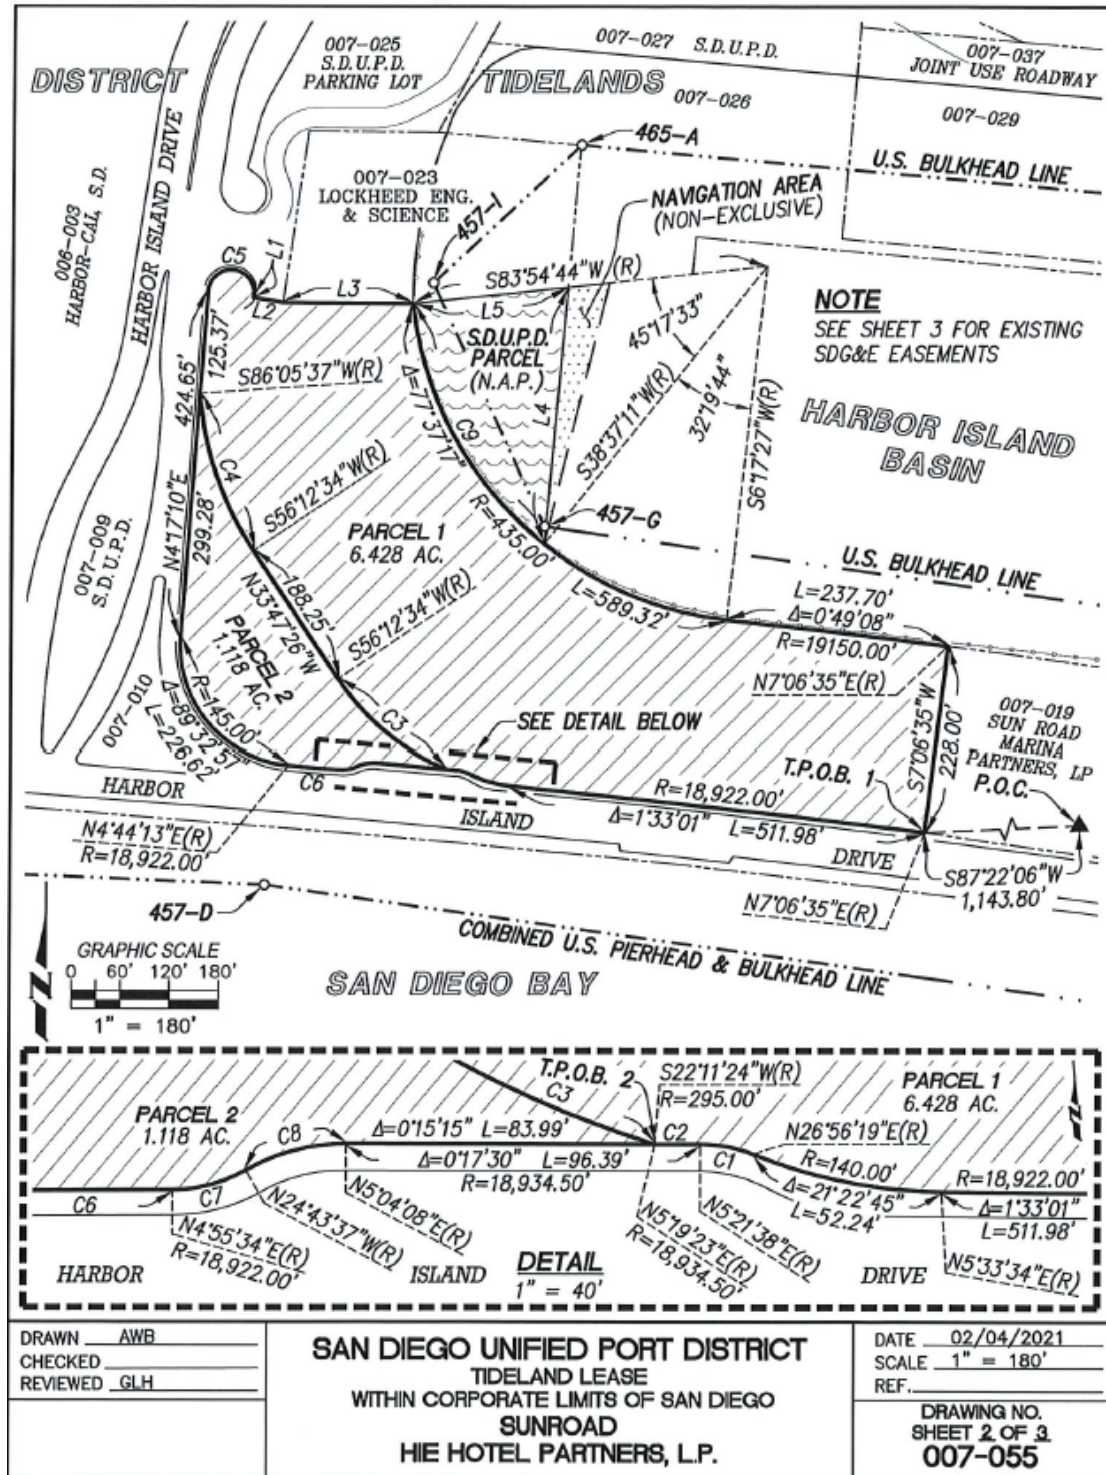 007-025
S.D.U.P.D.
PARKING LOT
007-027 S.D.U.P.D.
007-037
JOINT USE ROADWAY
DISTRICT
TIDELANDS
007-026
007-029
465-A
U.S. BULKHEAD LINE
HARBOR ISLAND DRIVE
006-003
HARBOR-CAL, S.D.
007-023
LOCKHEED ENG.
& SCIENCE
457-I
NAVIGATION AREA
(NON-EXCLUSIVE)
C5
L1
L2
L3
S83°54'44"W (R)
L5
S.D.U.P.D.
PARCEL
(N.A.P.)
45°17'33"
NOTE
SEE SHEET 3 FOR EXISTING
SDG&E EASEMENTS
125.37'
424.65'
S86°05'37"W(R)
Δ=77°37'17"
C9
L4
S38°37'11"W(R)
32°19'44"
S6°17'27"W(R)
HARBOR ISLAND
BASIN
C4
S56°12'34"W(R)
N4°17'10"E
299.28'
PARCEL 1
6.428 AC.
R=435.00'
457-G
007-009
S.D.U.P.D.
188.25'
N33°47'26"W
S56°12'34"W(R)
U.S. BULKHEAD LINE
L=589.32'
L=237.70'
Δ=0°49'08"
R=19150.00'
PARCEL 2
1.118 AC.
N7°06'35"E(R)
007-010
R=145.00'
Δ=89°32'57"
L=226.62'
C3
SEE DETAIL BELOW
S7°06'35"W
228.00'
007-019
SUN ROAD
MARINA
PARTNERS, LP
T.P.O.B. 1
P.O.C.
HARBOR
C6
ISLAND
R=18,922.00'
Δ=1°33'01" L=511.98'
DRIVE
N4°44'13"E(R)
R=18,922.00'
S87°22'06"W
1,143.80'
N7°06'35"E(R)
457-D
COMBINED U.S. PIERHEAD & BULKHEAD LINE
GRAPHIC SCALE
0 60' 120' 180'
1" = 180'
N
SAN DIEGO BAY
T.P.O.B. 2
S22°11'24"W(R)
R=295.00'
PARCEL 1
6.428 AC.
PARCEL 2
1.118 AC.
C3
C8
Δ=0°15'15" L=83.99'
C2
N26°56'19"E(R)
Δ=0°17'30" L=96.39'
R=18,934.50'
C1
R=140.00'
R=18,922.00'
C6
C7
Δ=21°22'45"
L=52.24'
Δ=1°33'01"
L=511.98'
N4°55'34"E(R)
R=18,922.00'
N24°43'37"W(R)
N5°04'08"E(R)
N5°19'23"E(R)
R=18,934.50'
N5°21'38"E(R)
N5°33'34"E(R)
HARBOR
ISLAND
DETAIL
1" = 40'
DRIVE
DRAWN AWB
CHECKED
REVIEWED GLH
SAN DIEGO UNIFIED PORT DISTRICT
TIDELAND LEASE
WITHIN CORPORATE LIMITS OF SAN DIEGO
SUNROAD
HIE HOTEL PARTNERS, L.P.
DATE 02/04/2021
SCALE 1" = 180'
REF.
DRAWING NO.
SHEET 2 OF 3
007-055